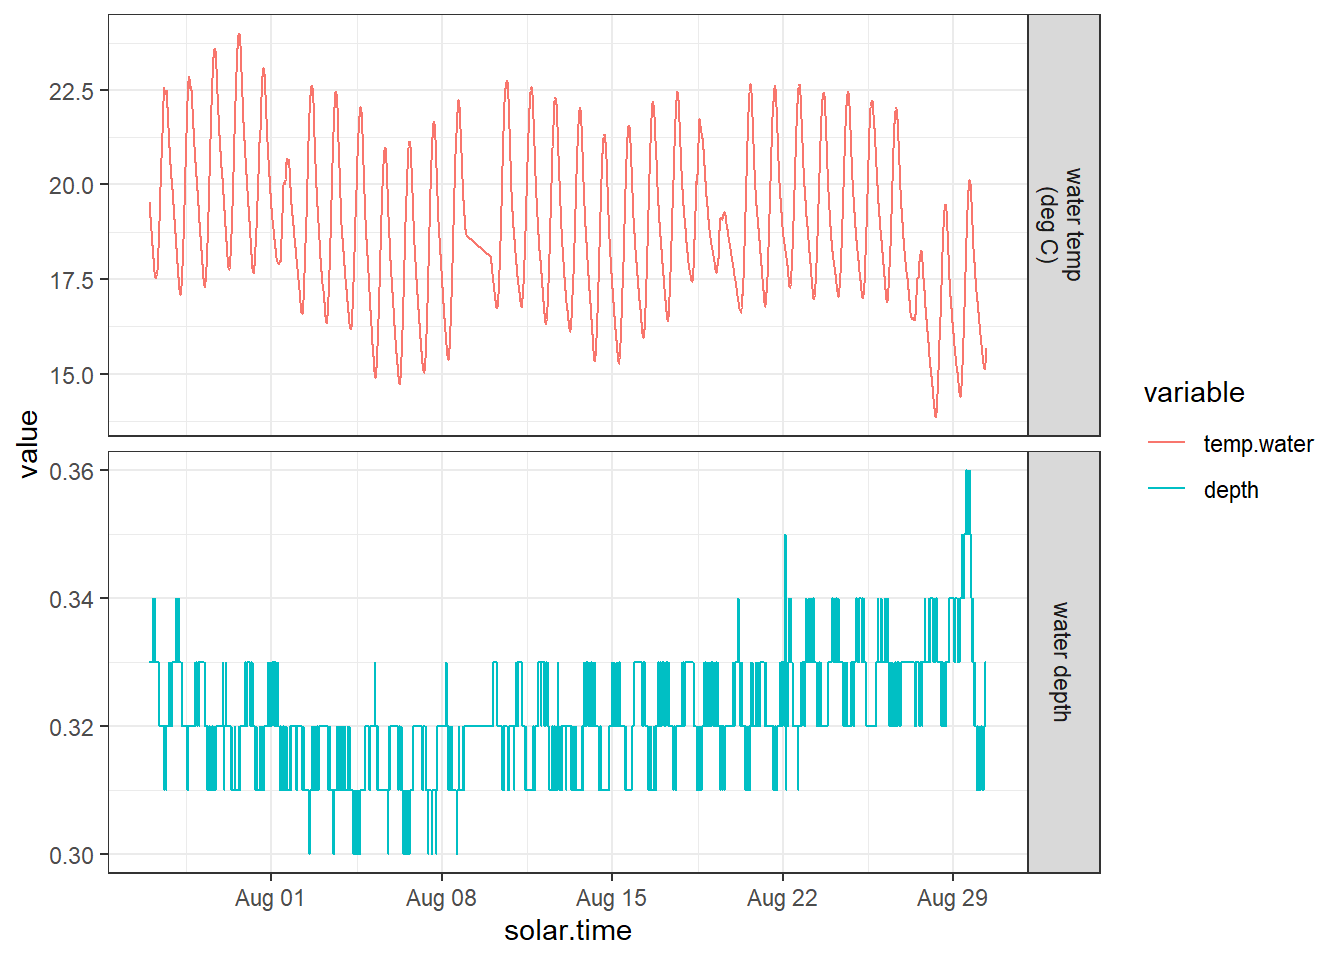 value
22.5
20.0
17.5
15.0
water temp
(deg C)
0.36
0.34
0.32
0.30
water depth
Aug 01
Aug 08
Aug 15
Aug 22
Aug 29
solar.time
variable
temp.water
depth